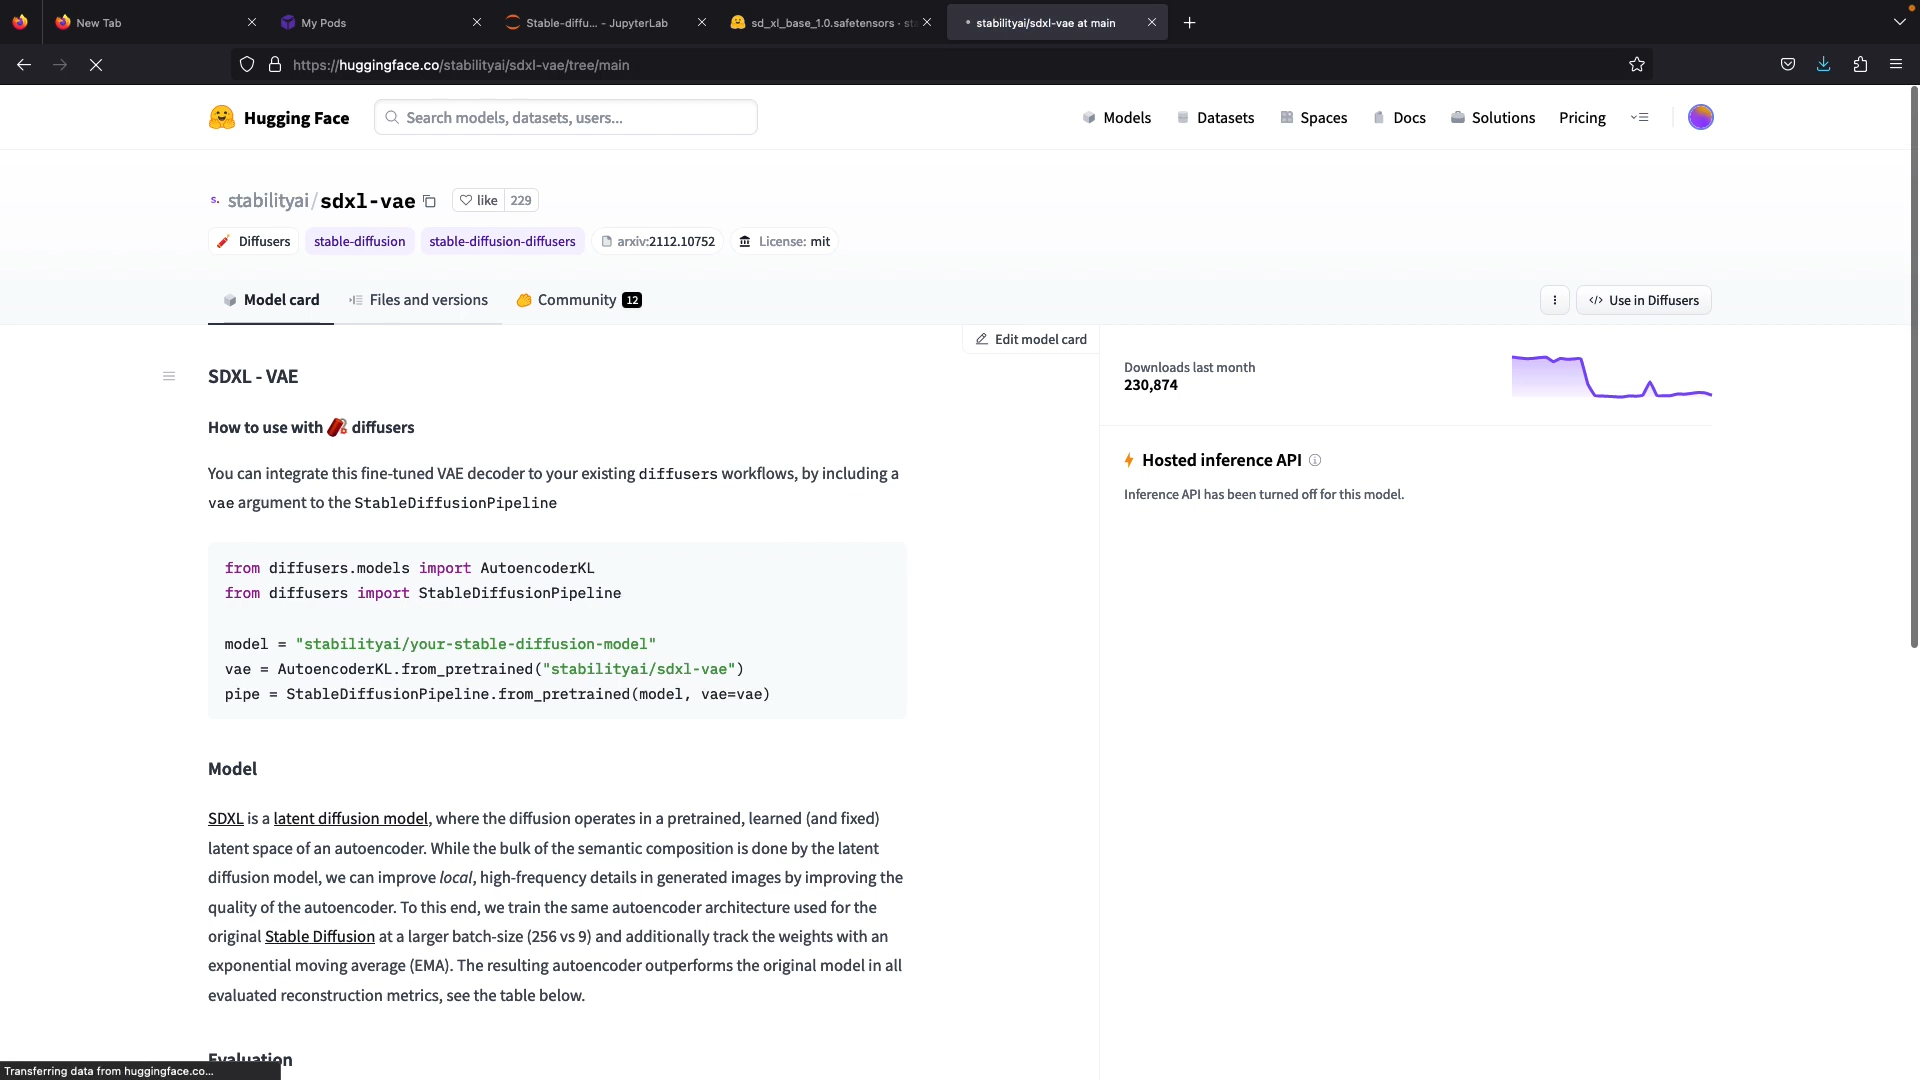 New Tab
My Pods
Stable-diffu... - JupyterLab
sd_xl_base_1.0.safetensors · sta
stabilityai/sdxl-vae at main
https://huggingface.co/stabilityai/sdxl-vae/tree/main
Hugging Face
Search models, datasets, users...
Models
Datasets
Spaces
Docs
Solutions
Pricing
s. stabilityai/sdxl-vae
like 229
Diffusers
stable-diffusion
stable-diffusion-diffusers
arxiv:2112.10752
License: mit
Model card
Files and versions
Community 12
Use in Diffusers
Edit model card
SDXL - VAE
How to use with 🧨 diffusers
You can integrate this fine-tuned VAE decoder to your existing diffusers workflows, by including a
vae argument to the StableDiffusionPipeline
from diffusers.models import AutoencoderKL
from diffusers import StableDiffusionPipeline
model = "stabilityai/your-stable-diffusion-model"
vae = AutoencoderKL.from_pretrained("stabilityai/sdxl-vae")
pipe = StableDiffusionPipeline.from_pretrained(model, vae=vae)
Model
SDXL is a latent diffusion model, where the diffusion operates in a pretrained, learned (and fixed)
latent space of an autoencoder. While the bulk of the semantic composition is done by the latent
diffusion model, we can improve local, high-frequency details in generated images by improving the
quality of the autoencoder. To this end, we train the same autoencoder architecture used for the
original Stable Diffusion at a larger batch-size (256 vs 9) and additionally track the weights with an
exponential moving average (EMA). The resulting autoencoder outperforms the original model in all
evaluated reconstruction metrics, see the table below.
Evaluation
Downloads last month
230,874
Hosted inference API
Inference API has been turned off for this model.
Transferring data from huggingface.co...